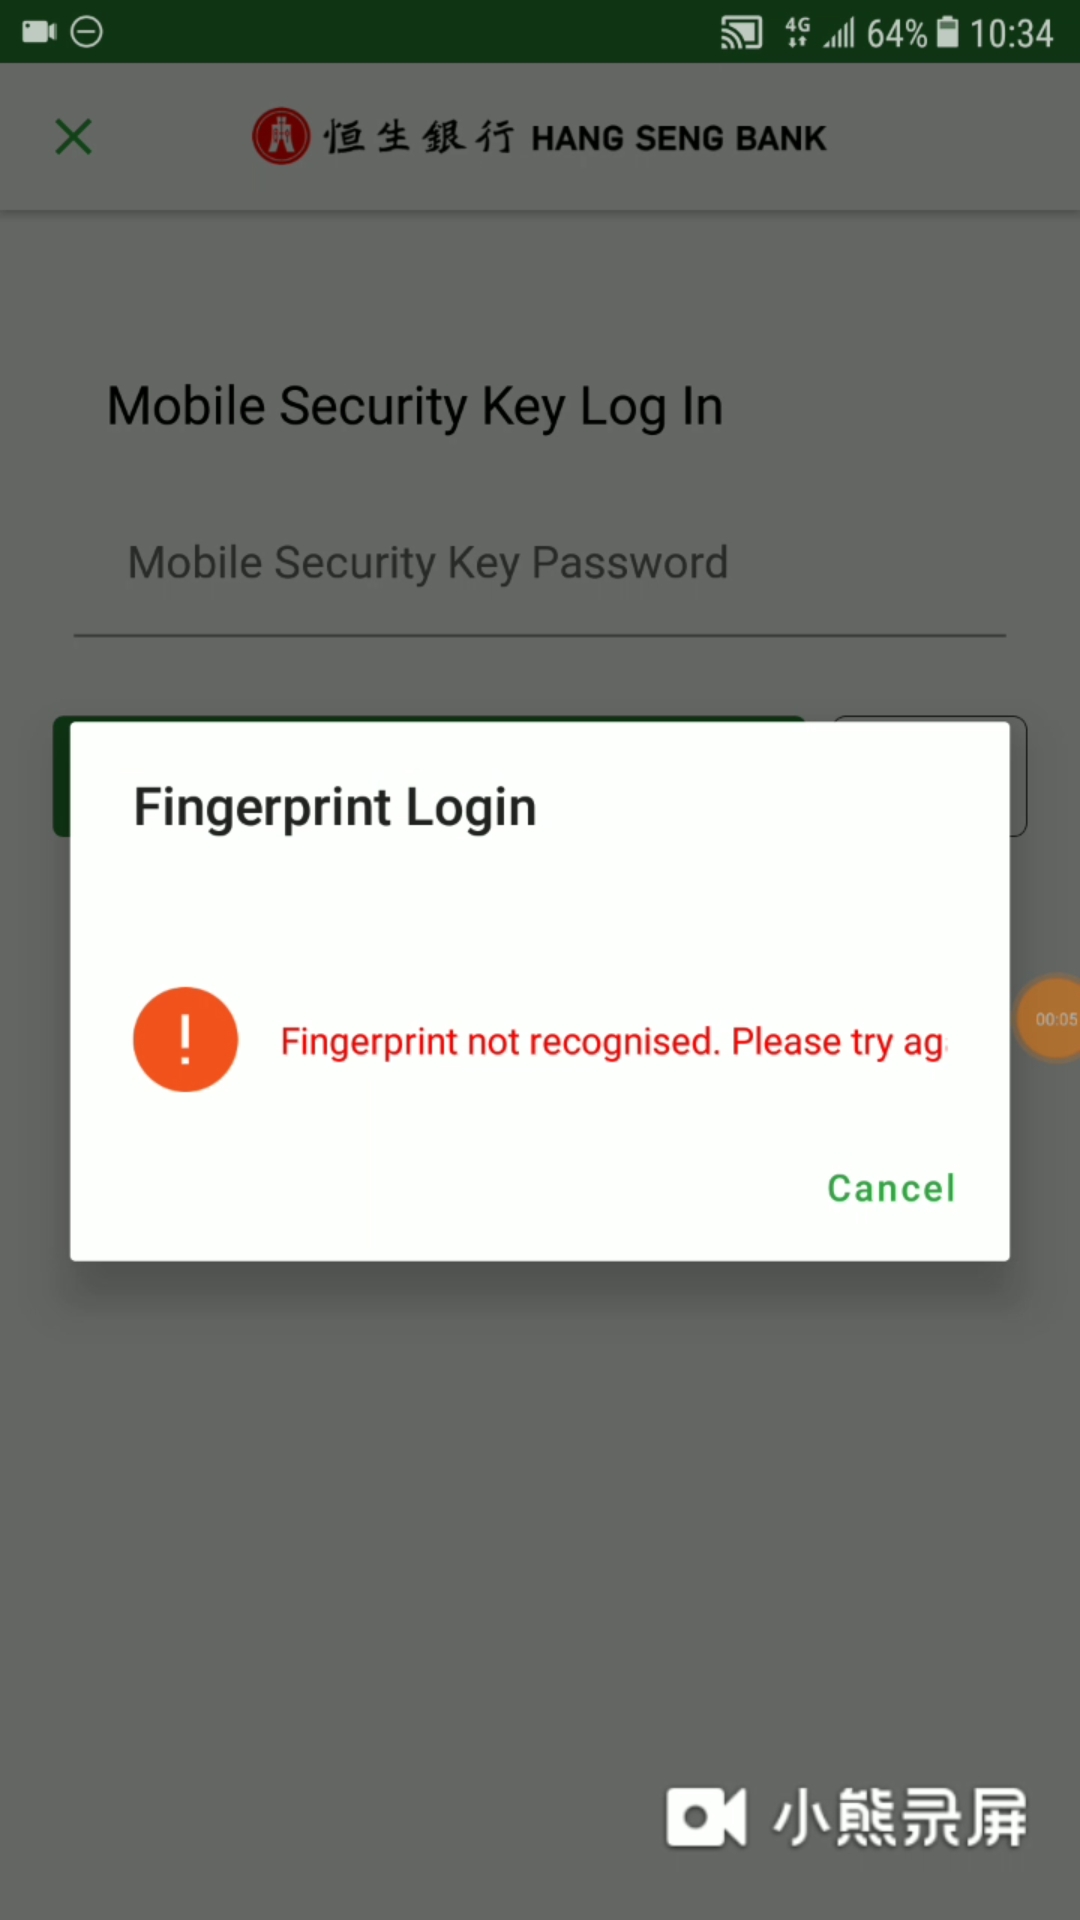 4G 64% 10:34
恒生銀行 HANG SENG BANK
Mobile Security Key Log In
Mobile Security Key Password
Fingerprint Login
Fingerprint not recognised. Please try ag
00:05
Cancel
小熊录屏